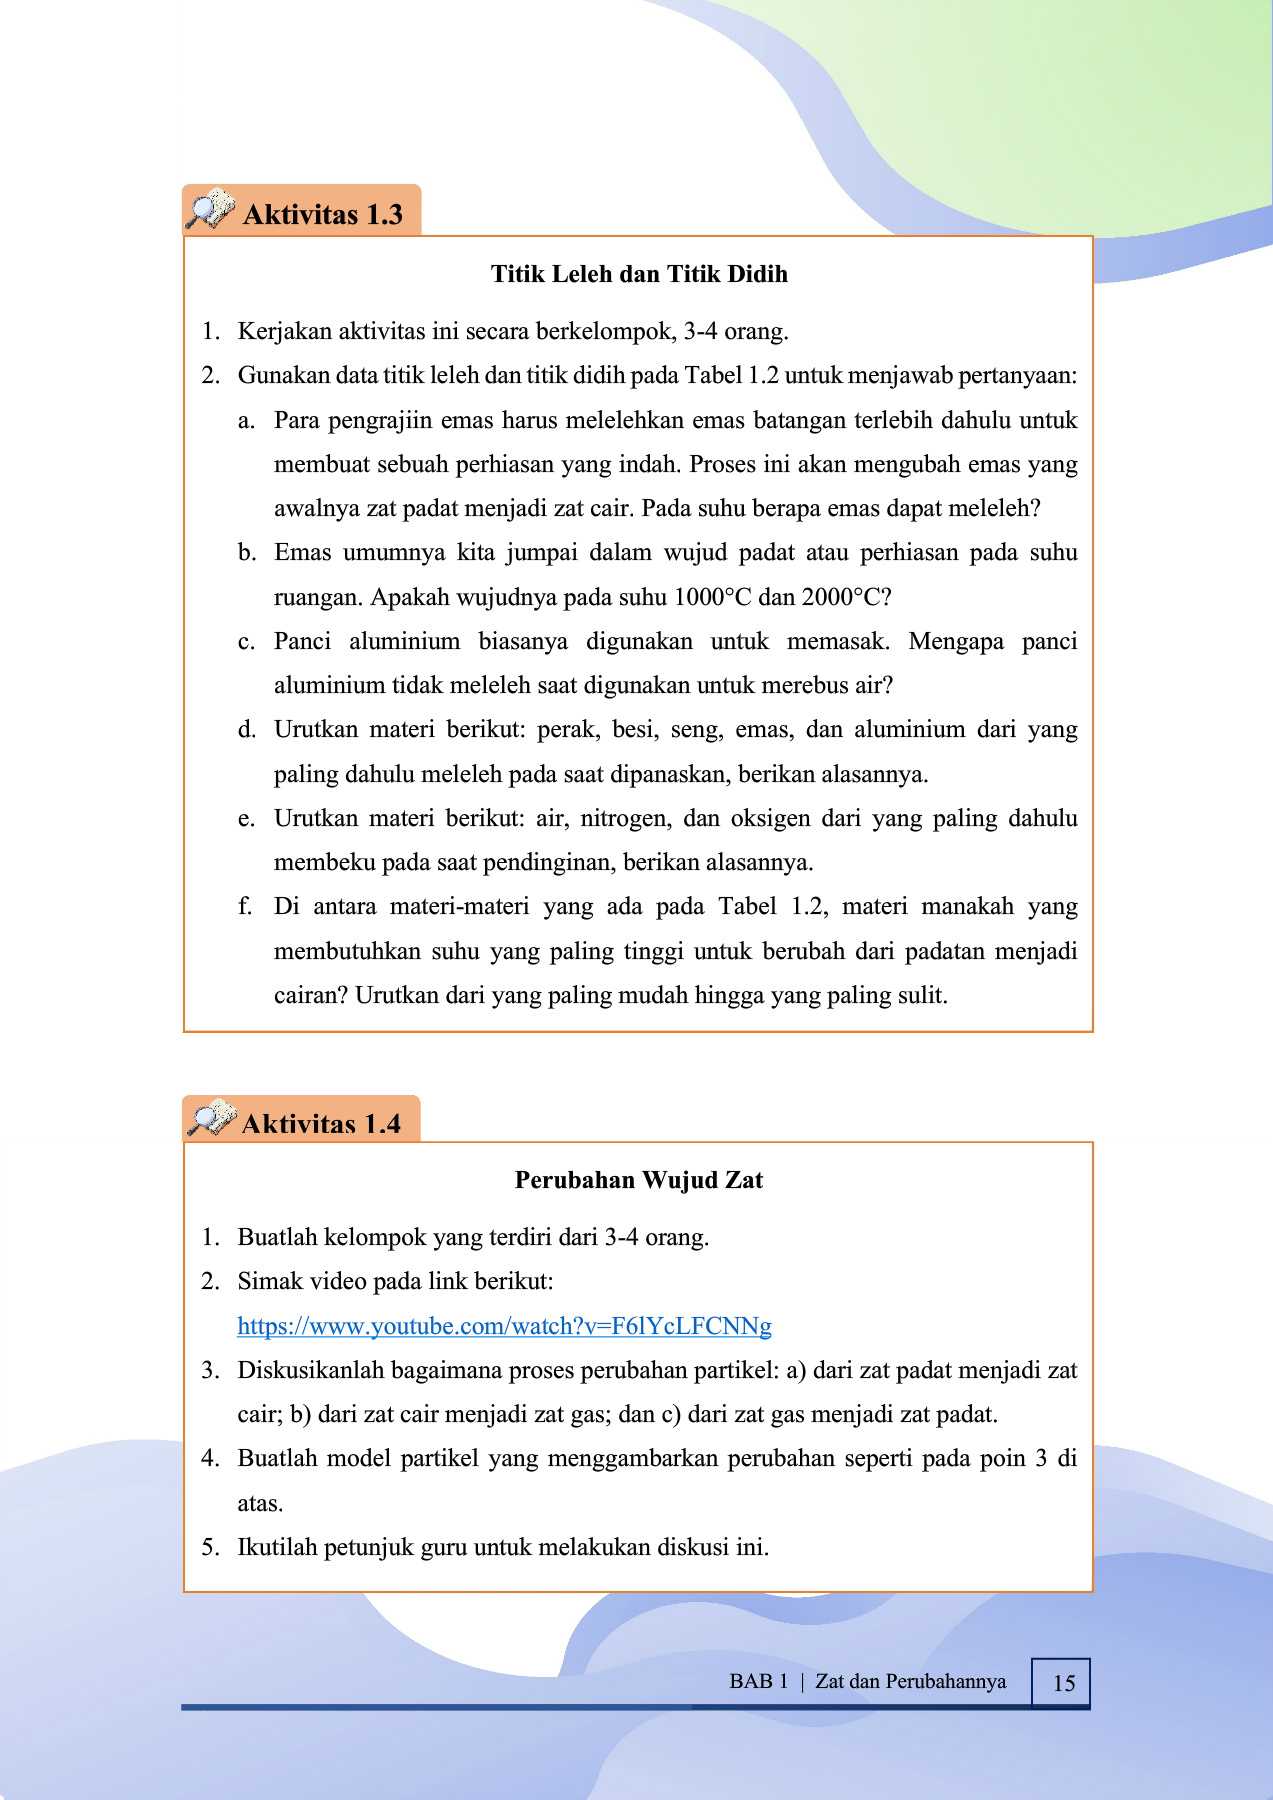 Aktivitas 1.3
Titik Leleh dan Titik Didih
1. Kerjakan aktivitas ini secara berkelompok, 3-4 orang.
2. Gunakan data titik leleh dan titik didih pada Tabel 1.2 untuk menjawab pertanyaan:
a. Para pengrajiin emas harus melelehkan emas batangan terlebih dahulu untuk
membuat sebuah perhiasan yang indah. Proses ini akan mengubah emas yang
awalnya zat padat menjadi zat cair. Pada suhu berapa emas dapat meleleh?
b. Emas umumnya kita jumpai dalam wujud padat atau perhiasan pada suhu
ruangan. Apakah wujudnya pada suhu 1000°C dan 2000°C?
c. Panci aluminium biasanya digunakan untuk memasak. Mengapa panci
aluminium tidak meleleh saat digunakan untuk merebus air?
d. Urutkan materi berikut: perak, besi, seng, emas, dan aluminium dari yang
paling dahulu meleleh pada saat dipanaskan, berikan alasannya.
e. Urutkan materi berikut: air, nitrogen, dan oksigen dari yang paling dahulu
membeku pada saat pendinginan, berikan alasannya.
f. Di antara materi-materi yang ada pada Tabel 1.2, materi manakah yang
membutuhkan suhu yang paling tinggi untuk berubah dari padatan menjadi
cairan? Urutkan dari yang paling mudah hingga yang paling sulit.
Aktivitas 1.4
Perubahan Wujud Zat
1. Buatlah kelompok yang terdiri dari 3-4 orang.
2. Simak video pada link berikut:
https://www.youtube.com/watch?v=F6lYcLFCNNg
3. Diskusikanlah bagaimana proses perubahan partikel: a) dari zat padat menjadi zat
cair; b) dari zat cair menjadi zat gas; dan c) dari zat gas menjadi zat padat.
4. Buatlah model partikel yang menggambarkan perubahan seperti pada poin 3 di
atas.
5. Ikutilah petunjuk guru untuk melakukan diskusi ini.
BAB 1 | Zat dan Perubahannya 15